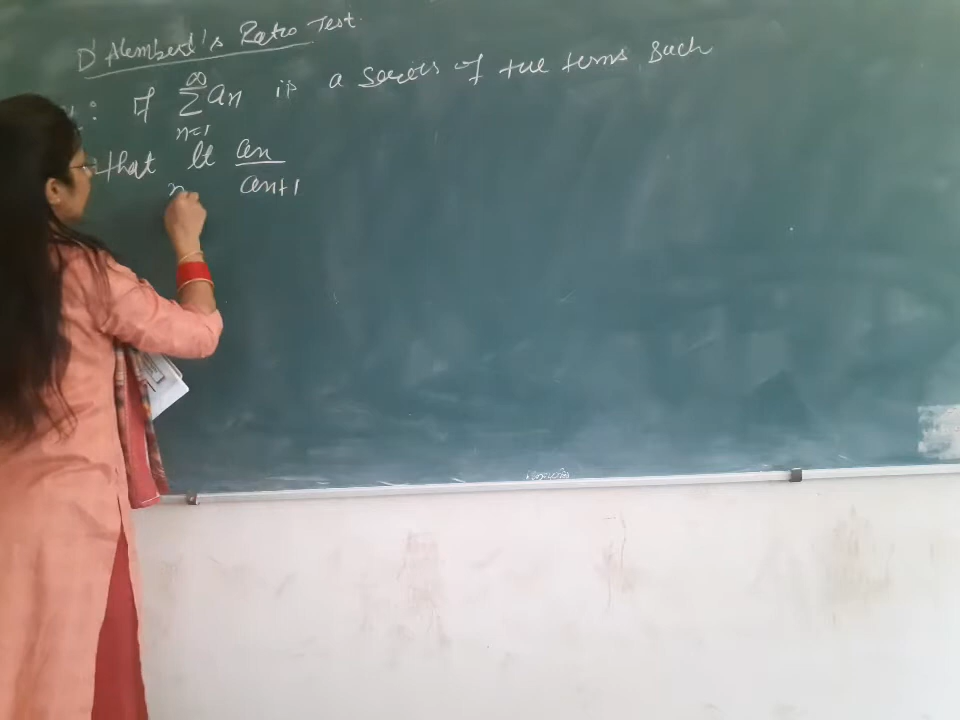 D'Alembert's Ratio Test
: If ∞∑n=1 an is a series of +ve terms such
that lt n an/an+1